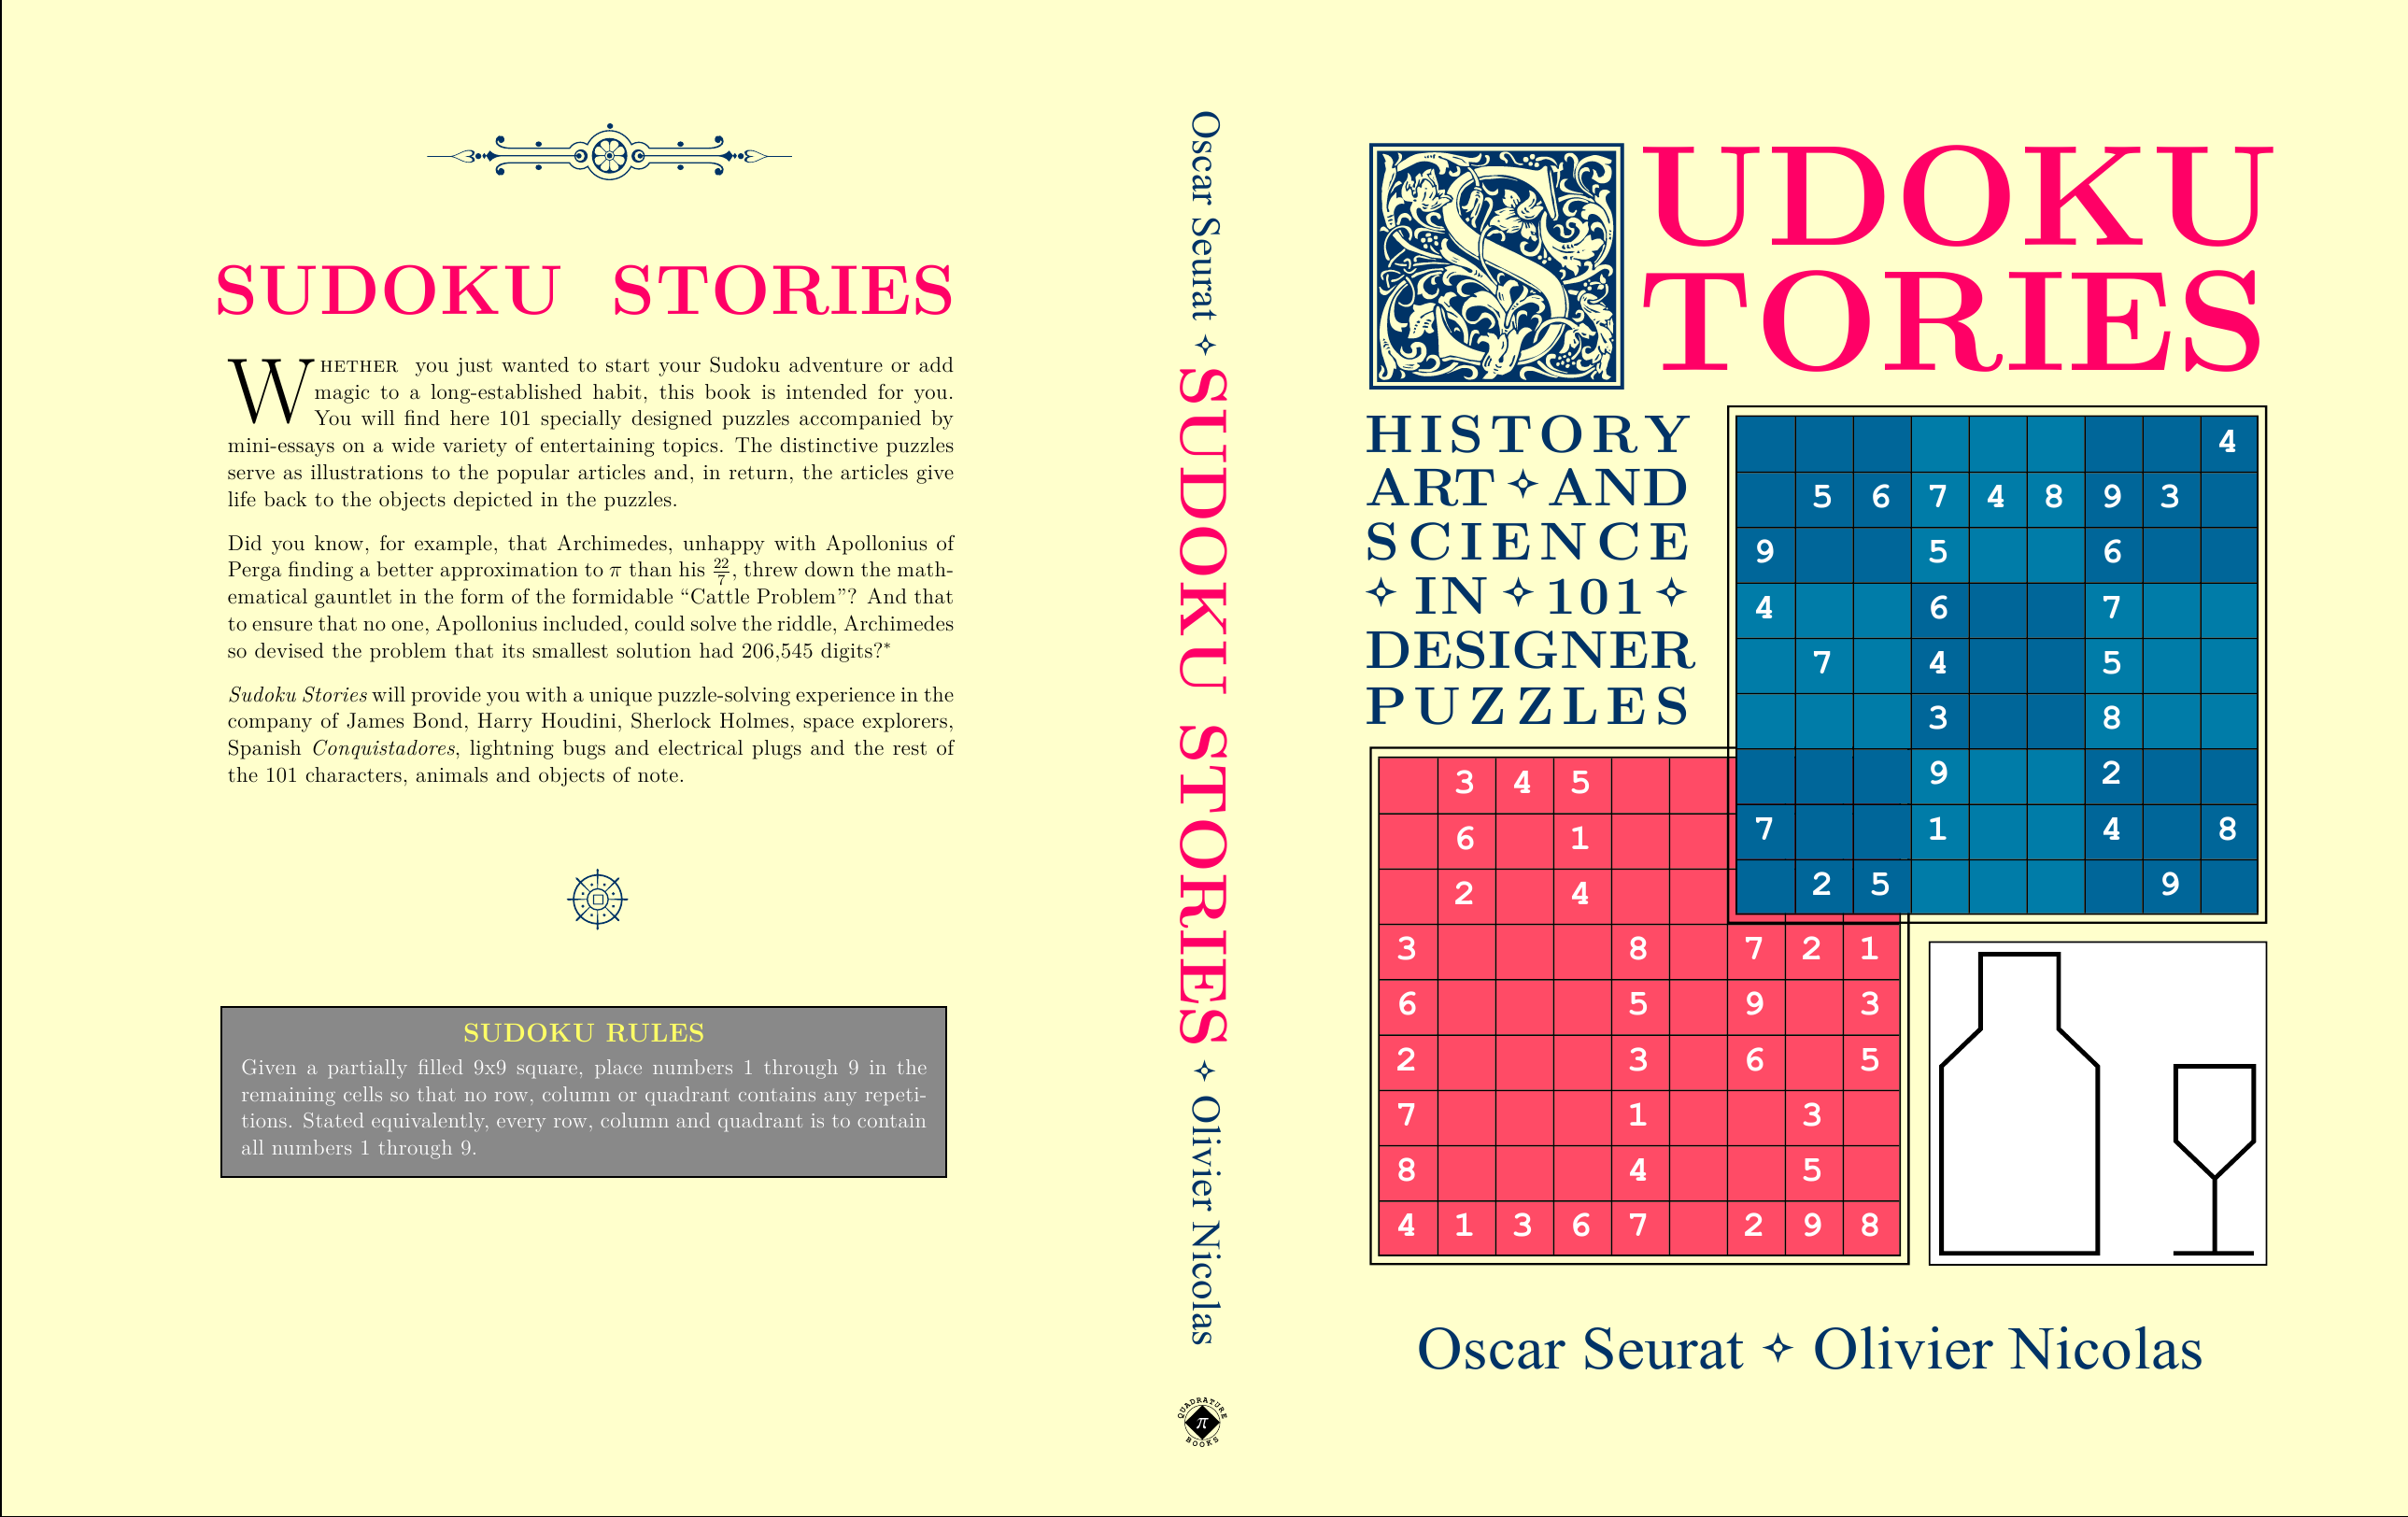 SUDOKU STORIES
WHETHER you just wanted to start your Sudoku adventure or add
magic to a long-established habit, this book is intended for you.
You will find here 101 specially designed puzzles accompanied by
mini-essays on a wide variety of entertaining topics. The distinctive puzzles
serve as illustrations to the popular articles and, in return, the articles give
life back to the objects depicted in the puzzles.
Did you know, for example, that Archimedes, unhappy with Apollonius of
Perga finding a better approximation to π than his 22/7, threw down the math-
ematical gauntlet in the form of the formidable “Cattle Problem”? And that
to ensure that no one, Apollonius included, could solve the riddle, Archimedes
so devised the problem that its smallest solution had 206,545 digits?*
Sudoku Stories will provide you with a unique puzzle-solving experience in the
company of James Bond, Harry Houdini, Sherlock Holmes, space explorers,
Spanish Conquistadores, lightning bugs and electrical plugs and the rest of
the 101 characters, animals and objects of note.
SUDOKU RULES
Given a partially filled 9x9 square, place numbers 1 through 9 in the
remaining cells so that no row, column or quadrant contains any repeti-
tions. Stated equivalently, every row, column and quadrant is to contain
all numbers 1 through 9.
Oscar Seurat ✧ SUDOKU STORIES ✧ Olivier Nicolas
QUADRATURE
π
BOOKS
SUDOKU
TORIES
HISTORY
ART ✧ AND
SCIENCE
✧ IN ✧ 101 ✧
DESIGNER
PUZZLES
4
5 6 7 4 8 9 3
9 5 6
4 6 7
7 4 5
3 8
9 2
7 1 4 8
2 5 9
3 4 5
6 1
2 4
3 8 7 2 1
6 5 9 3
2 3 6 5
7 1 3
8 4 5
4 1 3 6 7 2 9 8
Oscar Seurat ✧ Olivier Nicolas